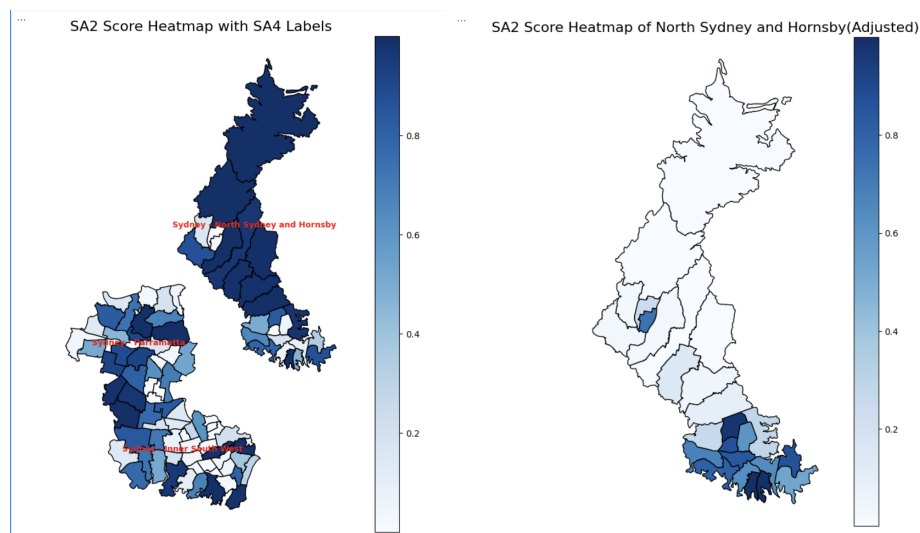 ...
SA2 Score Heatmap with SA4 Labels
0.8
0.6
0.4
0.2
Sydney - North Sydney and Hornsby
Sydney - Parramatta
Sydney - Inner South West
...
SA2 Score Heatmap of North Sydney and Hornsby(Adjusted)
0.8
0.6
0.4
0.2